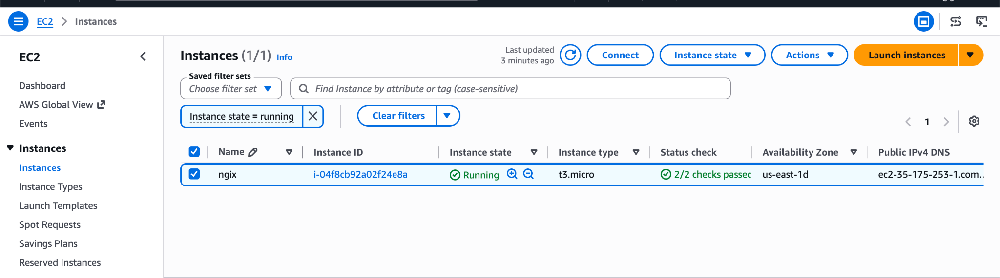 EC2 > Instances
EC2
Dashboard
AWS Global View
Events
Instances
Instances
Instance Types
Launch Templates
Spot Requests
Savings Plans
Reserved Instances
Instances (1/1) Info
Last updated
3 minutes ago
Connect
Instance state
Actions
Launch instances
Saved filter sets
Choose filter set
Find Instance by attribute or tag (case-sensitive)
Instance state = running
Clear filters
1
Name Instance ID Instance state Instance type Status check Availability Zone Public IPv4 DNS
ngix i-04f8cb92a02f24e8a Running t3.micro 2/2 checks passed us-east-1d ec2-35-175-253-1.com...